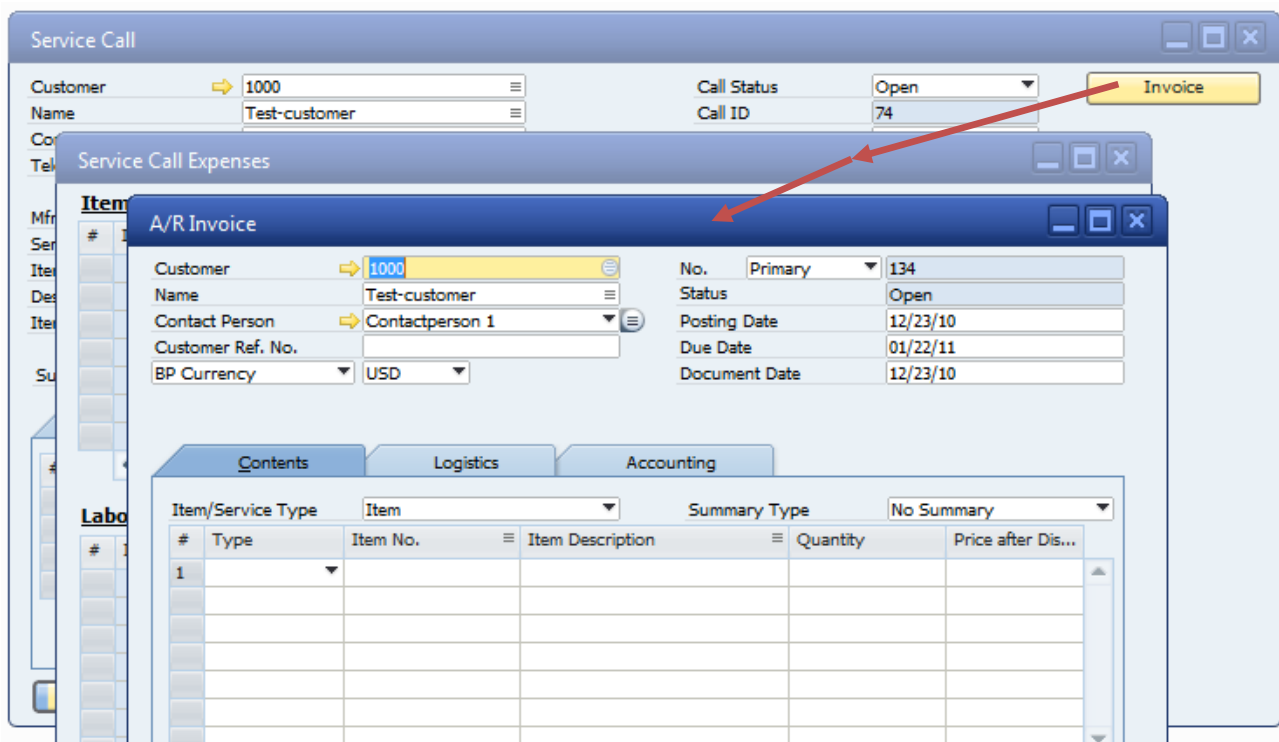 Service Call
Customer 1000 Call Status Open Invoice
Name Test-customer Call ID 74
Service Call Expenses
A/R Invoice
#
Customer 1000 No. Primary 134
Name Test-customer Status Open
Contact Person Contactperson 1 Posting Date 12/23/10
Customer Ref. No. Due Date 01/22/11
BP Currency USD Document Date 12/23/10
Contents Logistics Accounting
Item/Service Type Item Summary Type No Summary
# Type Item No. Item Description Quantity Price after Dis...
#
1